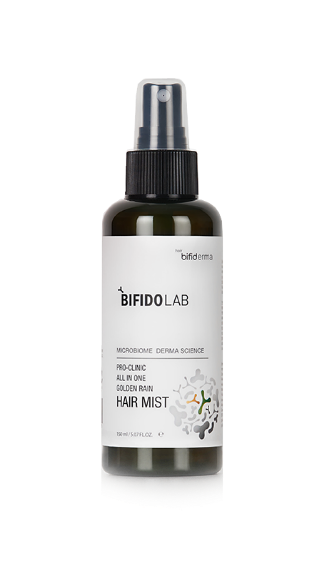 bifiderma
BIFIDOLAB
MICROBIOME DERMA SCIENCE
PRO-CLINIC
ALL IN ONE
GOLDEN RAIN
HAIR MIST